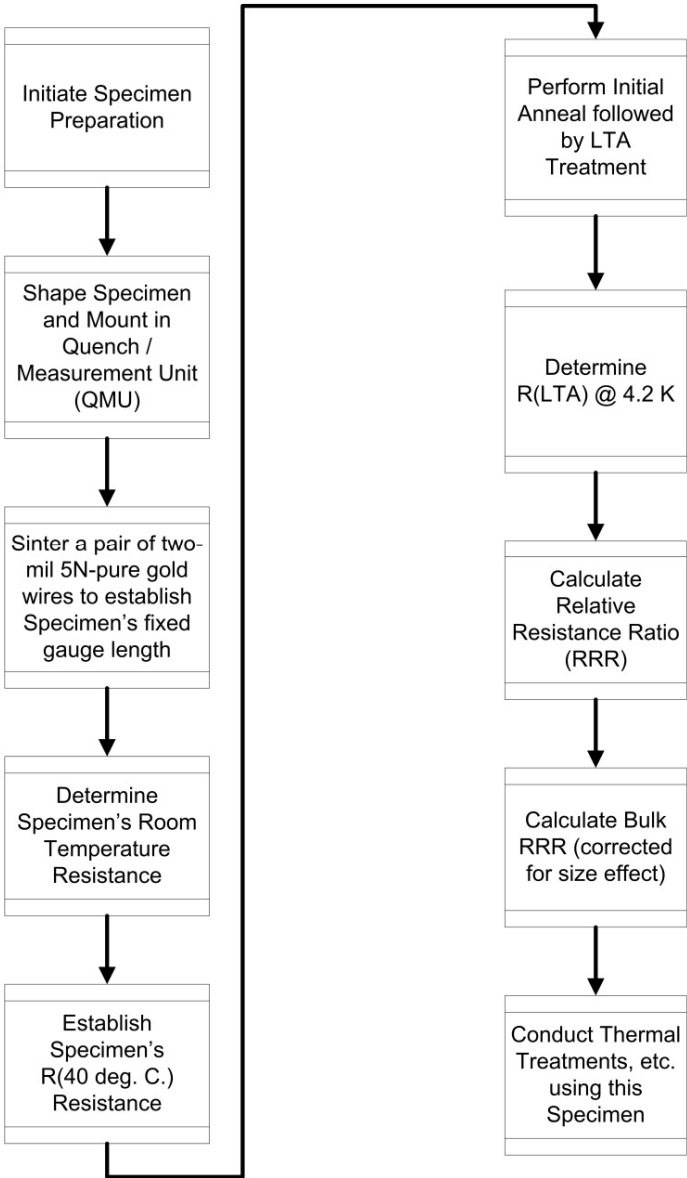 Initiate Specimen
Preparation
Shape Specimen
and Mount in
Quench /
Measurement Unit
(QMU)
Sinter a pair of two-
mil 5N-pure gold
wires to establish
Specimen's fixed
gauge length
Determine
Specimen's Room
Temperature
Resistance
Establish
Specimen's
R(40 deg. C.)
Resistance
Perform Initial
Anneal followed
by LTA
Treatment
Determine
R(LTA) @ 4.2 K
Calculate
Relative
Resistance Ratio
(RRR)
Calculate Bulk
RRR (corrected
for size effect)
Conduct Thermal
Treatments, etc.
using this
Specimen